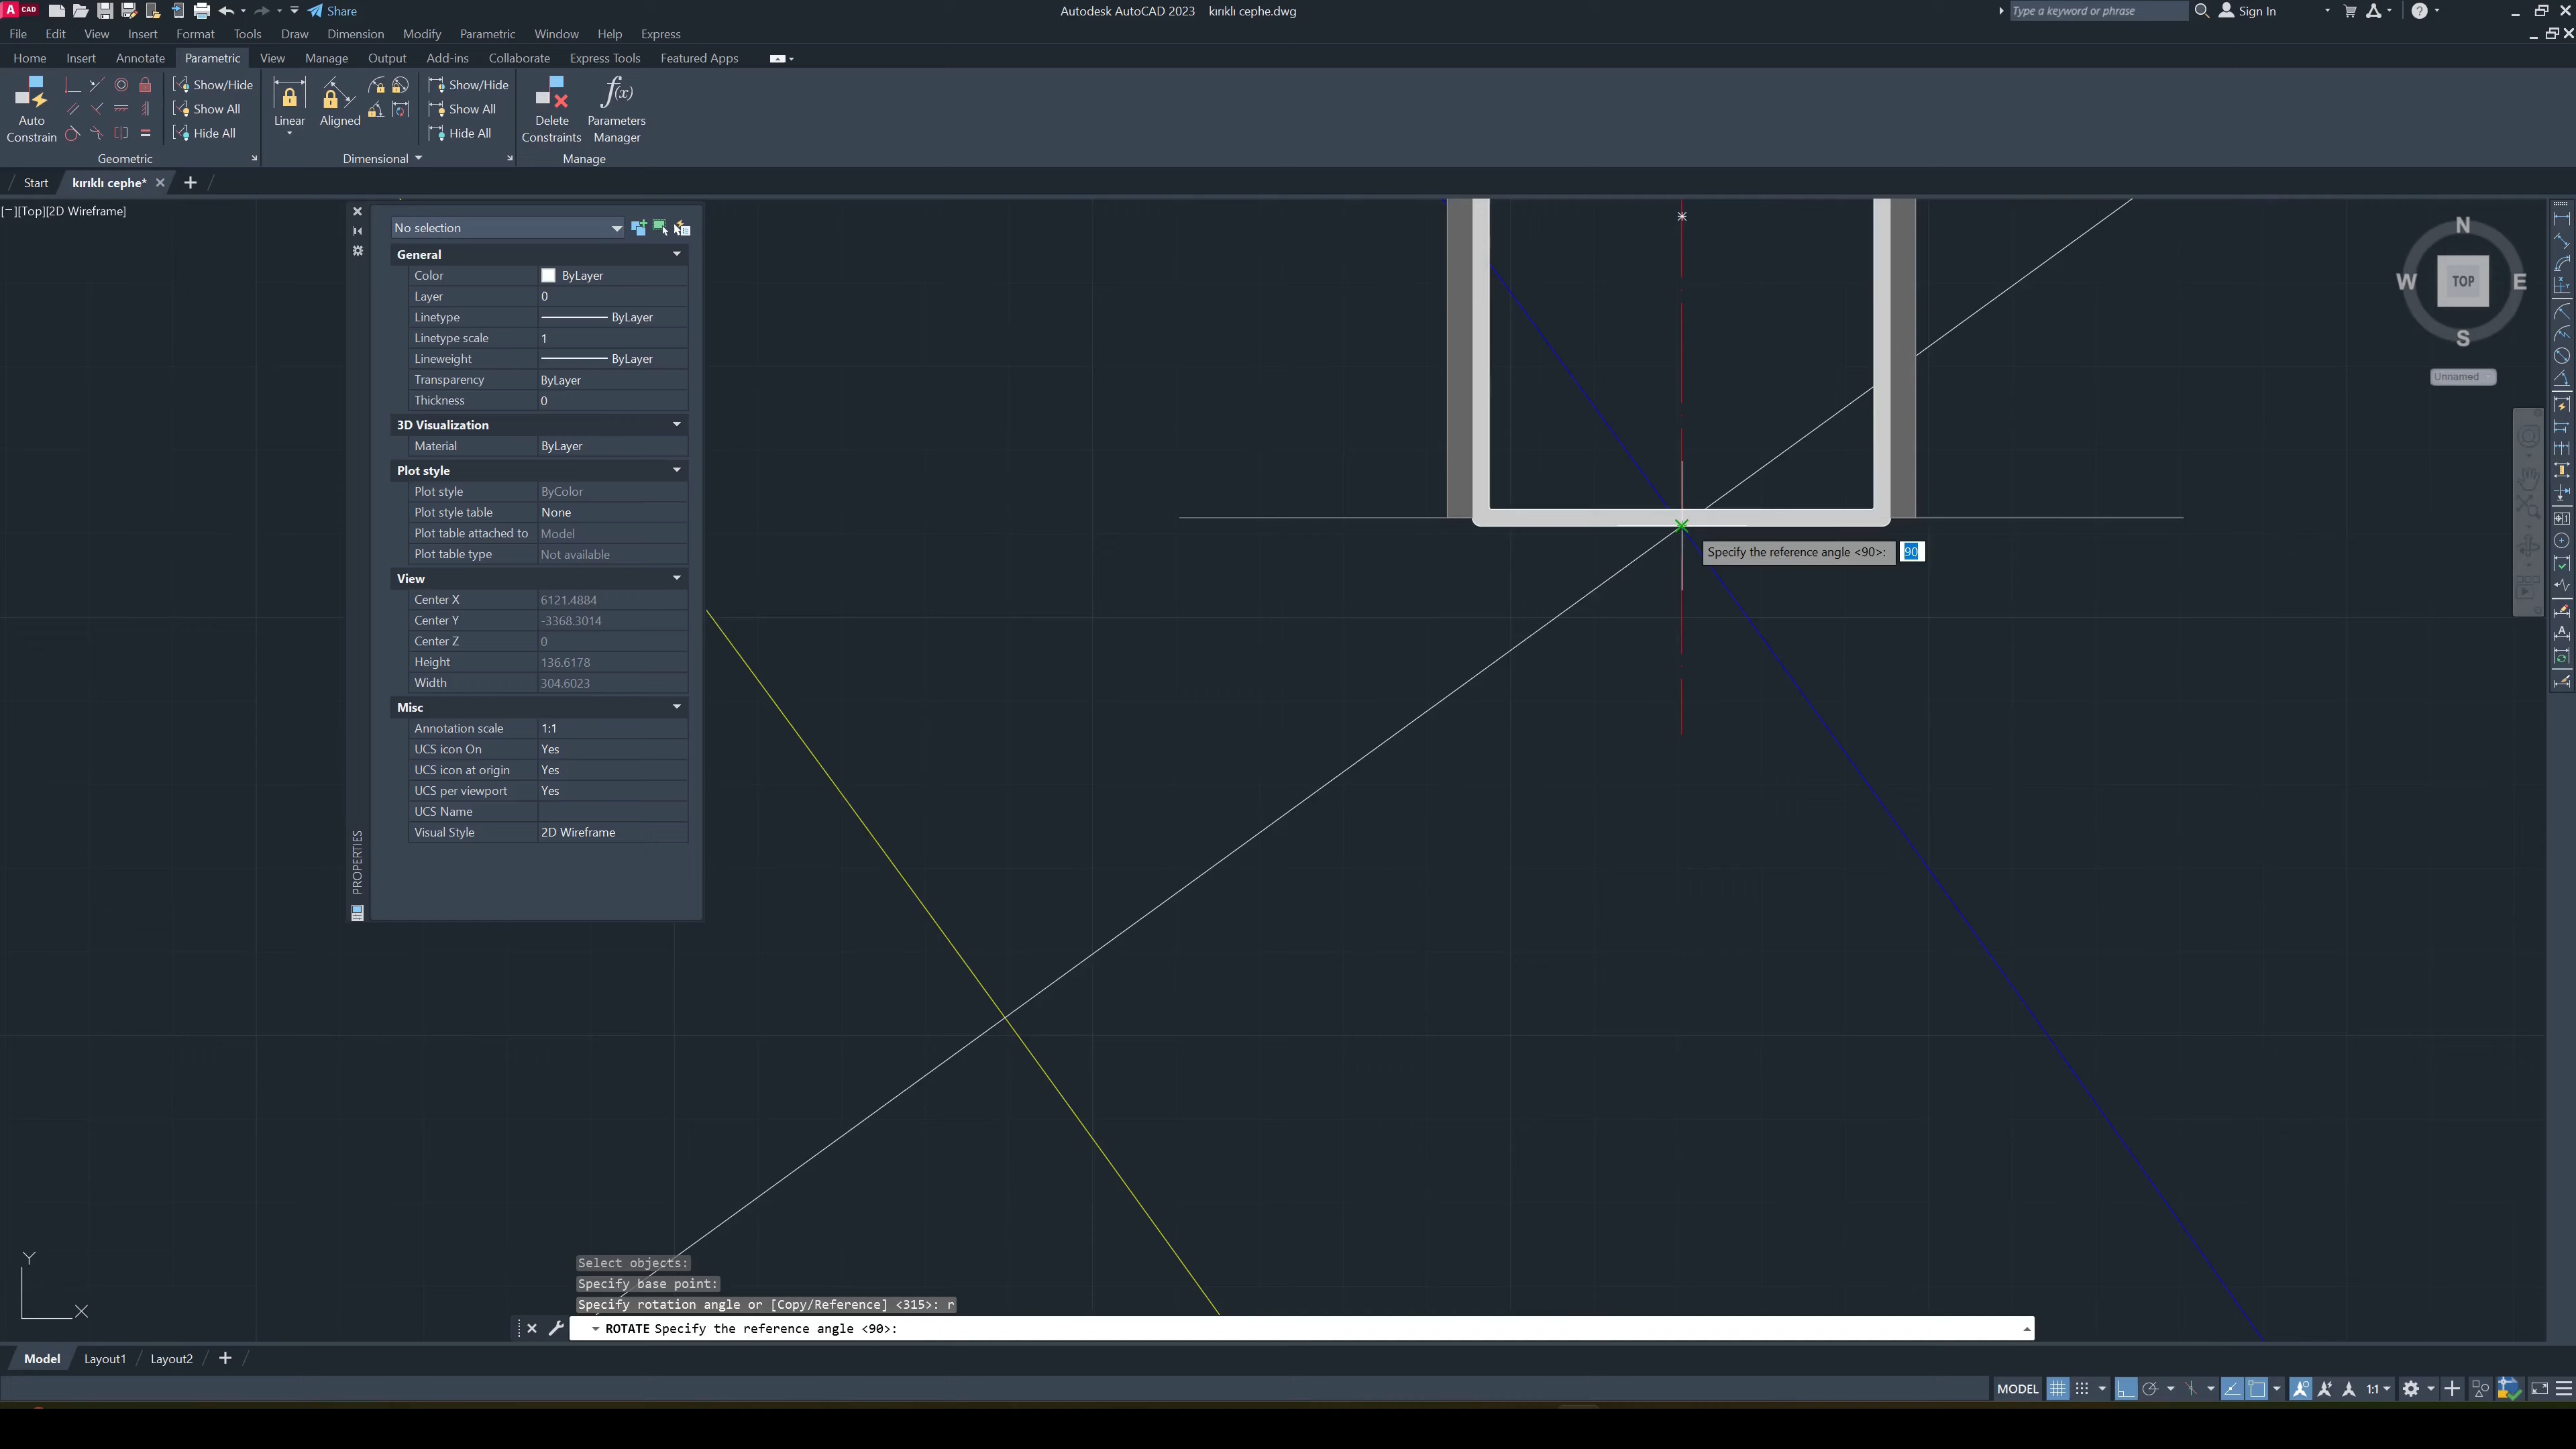 A CAD Share Autodesk AutoCAD 2023 kırıklı cephe.dwg Type a keyword or phrase Sign In
File Edit View Insert Format Tools Draw Dimension Modify Parametric Window Help Express
Home Insert Annotate Parametric View Manage Output Add-ins Collaborate Express Tools Featured Apps
Show/Hide Show/Hide
Show All Show All
Auto Constrain Linear Aligned Delete Constraints f(x) Parameters Manager
Hide All Hide All
Geometric Dimensional Manage
Start kırıklı cephe*
[−][Top][2D Wireframe]
No selection
General
Color ByLayer
Layer 0
Linetype ByLayer
Linetype scale 1
Lineweight ByLayer
Transparency ByLayer
Thickness 0
3D Visualization
Material ByLayer
Plot style
Plot style ByColor
Plot style table None
Plot table attached to Model
Plot table type Not available
View
Center X 6121.4884
Center Y -3368.3014
Center Z 0
Height 136.6178
Width 304.6023
Misc
Annotation scale 1:1
UCS icon On Yes
UCS icon at origin Yes
UCS per viewport Yes
UCS Name
Visual Style 2D Wireframe
PROPERTIES
N
W TOP E
S
Unnamed
Specify the reference angle <90>: 90
Y
X
Select objects:
Specify base point:
Specify rotation angle or [Copy/Reference] <315>: r
ROTATE Specify the reference angle <90>:
Model Layout1 Layout2
MODEL 1:1